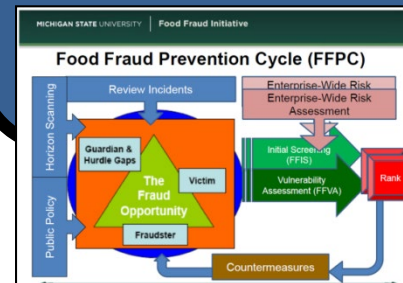 MICHIGAN STATE UNIVERSITY | Food Fraud Initiative
Food Fraud Prevention Cycle (FFPC)
Horizon Scanning
Public Policy
Review Incidents
Enterprise-Wide Risk
Enterprise-Wide Risk
Assessment
Guardian &
Hurdle Gaps
The
Fraud
Opportunity
Victim
Fraudster
Initial Screening
(FFIS)
Vulnerability
Assessment (FFVA)
Rank
Countermeasures